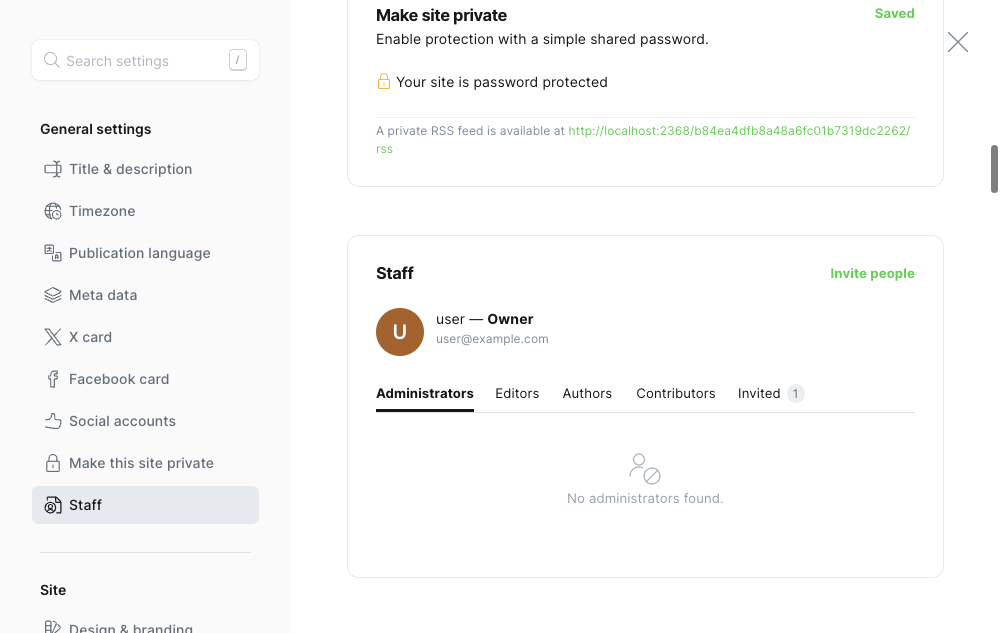 Search settings
/
General settings
Title & description
Timezone
Publication language
Meta data
X card
Facebook card
Social accounts
Make this site private
Staff
Site
Design & branding
Make site private
Saved
Enable protection with a simple shared password.
Your site is password protected
A private RSS feed is available at http://localhost:2368/b84ea4dfb8a48a6fc01b7319dc2262/
rss
Staff
Invite people
U
user — Owner
user@example.com
Administrators
Editors
Authors
Contributors
Invited 1
No administrators found.